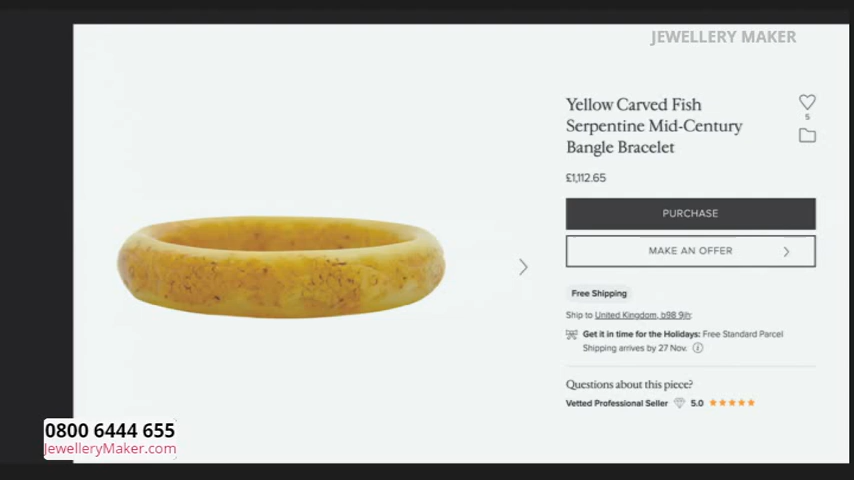 JEWELLERY MAKER
Yellow Carved Fish
Serpentine Mid-Century
Bangle Bracelet
5
£1,112.65
PURCHASE
MAKE AN OFFER
Free Shipping
Ship to United Kingdom, b98 9jh:
Get it in time for the Holidays: Free Standard Parcel
Shipping arrives by 27 Nov.
Questions about this piece?
Vetted Professional Seller 5.0
0800 6444 655
JewelleryMaker.com